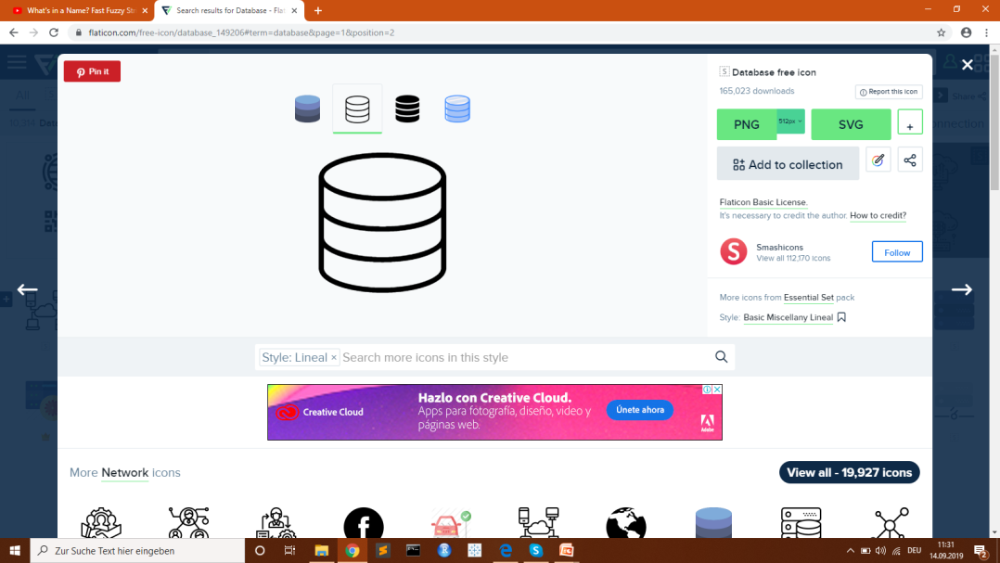 What's in a Name? Fast Fuzzy St
Search results for Database - Flat
flaticon.com/free-icon/database_149206#term=database&page=1&position=2
Pin it
All
Share
S Database free icon
165,023 downloads
Report this icon
PNG 512px SVG +
Add to collection
Flaticon Basic License.
It's necessary to credit the author. How to credit?
S Smashicons
View all 112,170 icons
Follow
More icons from Essential Set pack
Style: Basic Miscellany Lineal
Style: Lineal × Search more icons in this style
Creative Cloud
Hazlo con Creative Cloud.
Apps para fotografía, diseño, video y
páginas web.
Únete ahora
Adobe
More Network icons
View all - 19,927 icons
Zur Suche Text hier eingeben
DEU
11:31
14.09.2019
2